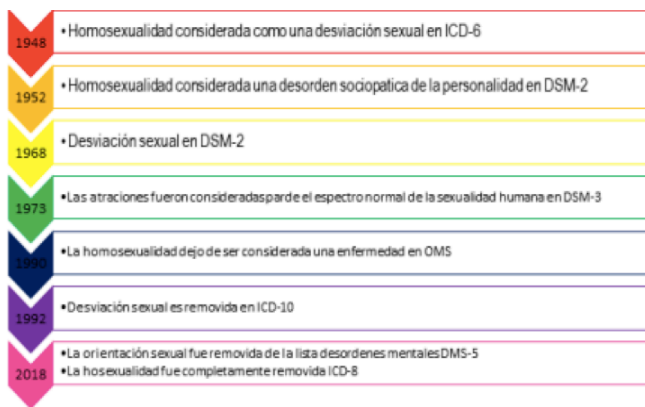 1948
• Homosexualidad considerada como una desviación sexual en ICD-6
1952
• Homosexualidad considerada una desorden sociopatica de la personalidad en DSM-2
1968
• Desviación sexual en DSM-2
1973
• Las atraciones fueron consideradas parde el espectro normal de la sexualidad humana en DSM-3
1990
• La homosexualidad dejo de ser considerada una enfermedad en OMS
1992
• Desviación sexual es removida en ICD-10
2018
• La orientación sexual fue removida de la lista desordenes mentales DMS-5
• La hosexualidad fue completamente removida ICD-8